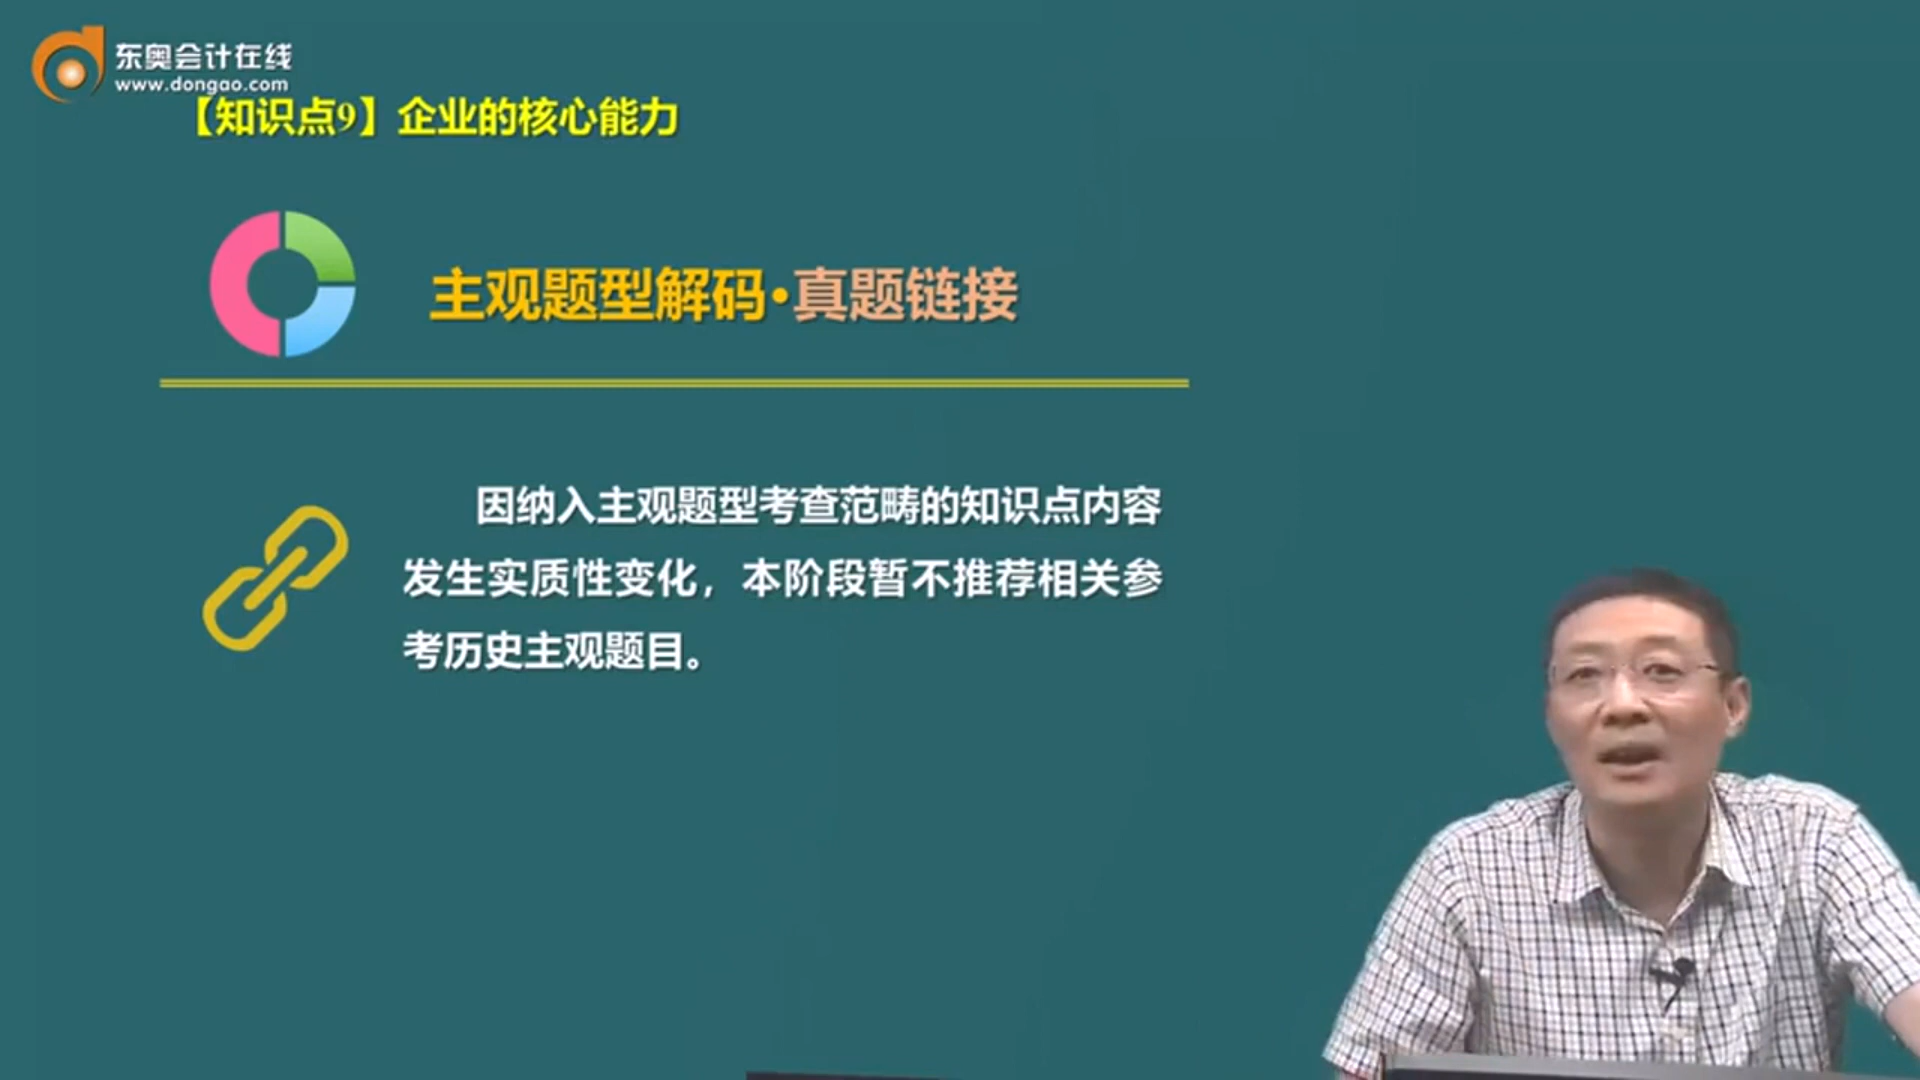 东奥会计在线
www.dongao.com
【知识点9】企业的核心能力
主观题型解码·真题链接
因纳入主观题型考查范畴的知识点内容
发生实质性变化，本阶段暂不推荐相关参
考历史主观题目。